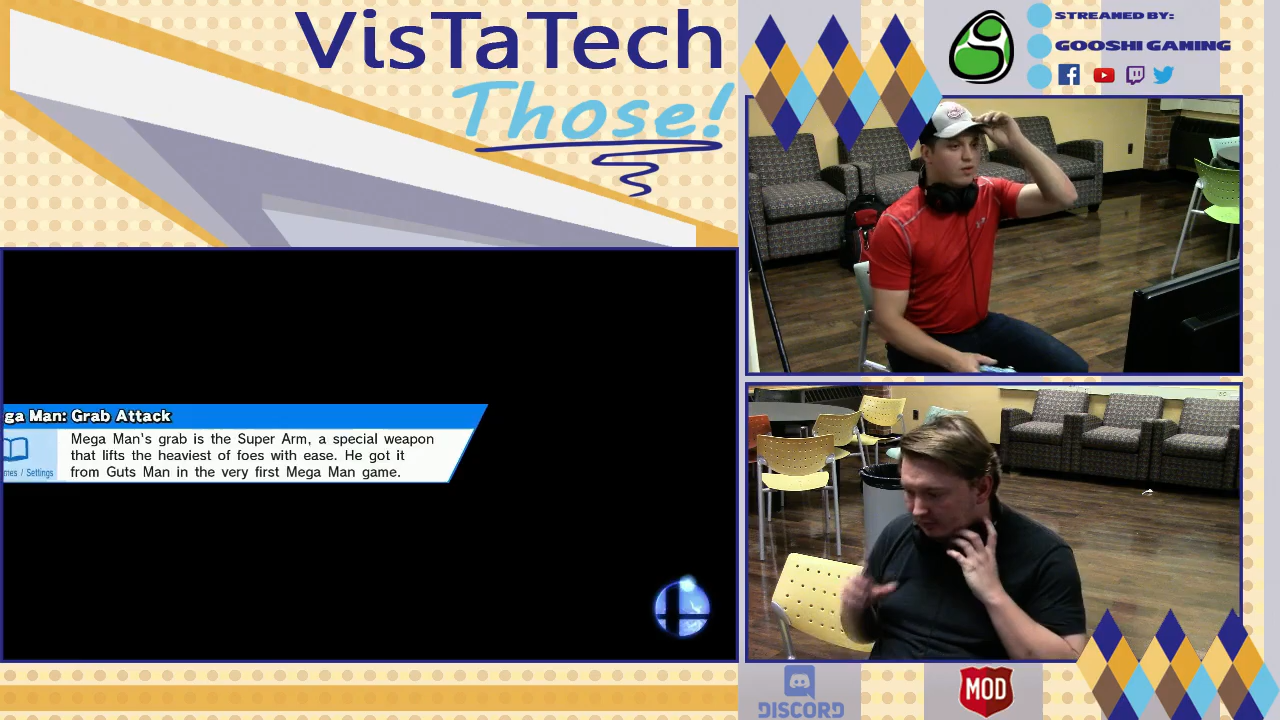 VisTaTech
Those!
STREAMED BY:
GOOSHI GAMING
ga Man: Grab Attack
Mega Man's grab is the Super Arm, a special weapon
that lifts the heaviest of foes with ease. He got it
from Guts Man in the very first Mega Man game.
mes / Settings
DISCORD
MOD